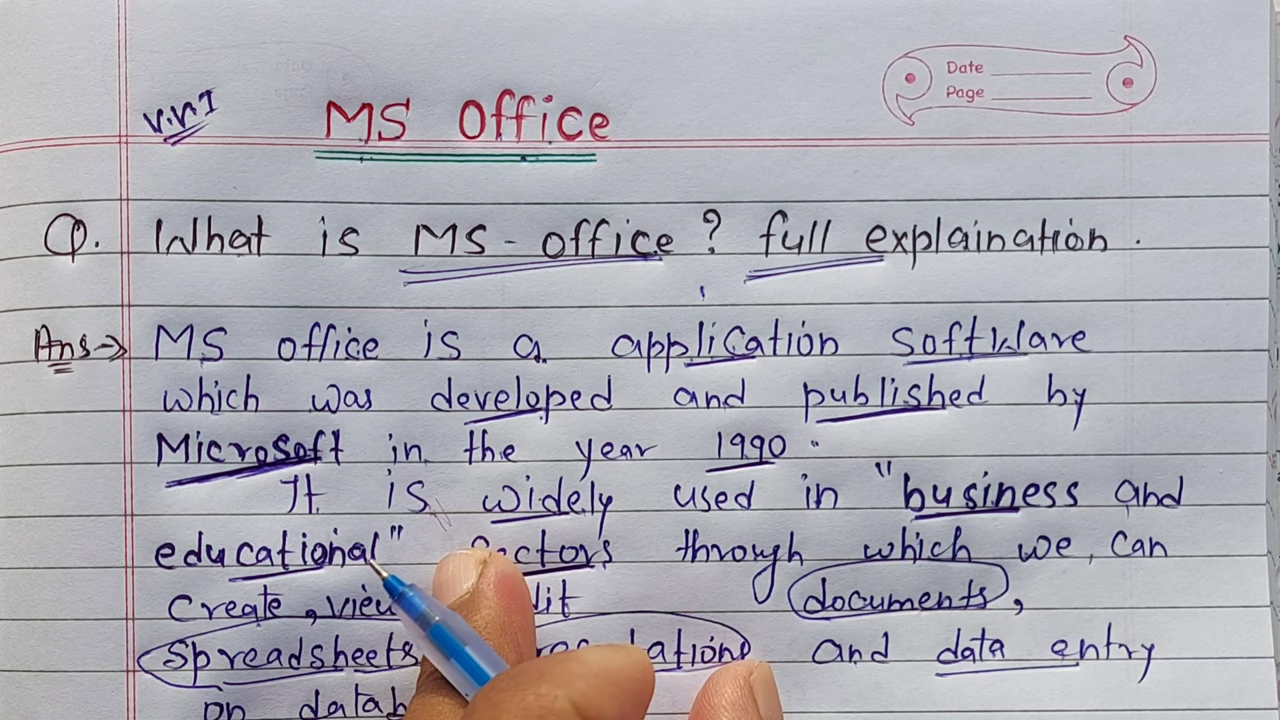 Date
Page
V.V.I
MS Office
Q. What is MS-office? full explaination.
Ans→ MS office is a application software
which was developed and published by
Microsoft in the year 1990.
It is widely used in "business and
educational" sectors through which we can
Create, documents,
Spreadsheets and data entry
on